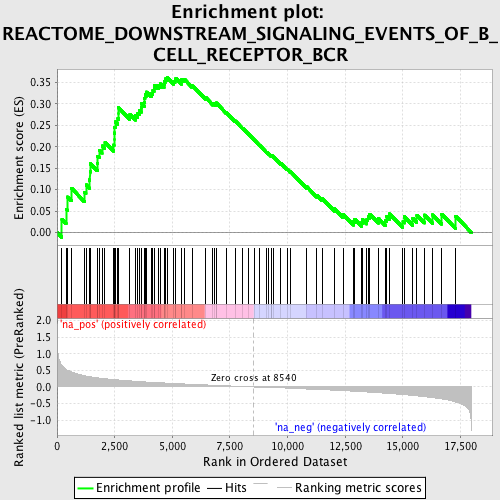 Enrichment plot:
REACTOME_DOWNSTREAM_SIGNALING_EVENTS_OF_B_
CELL_RECEPTOR_BCR
Enrichment score (ES)
0.35
0.30
0.25
0.20
0.15
0.10
0.05
0.00
Ranked list metric (PreRanked)
2.0
1.5
1.0
0.5
0.0
-0.5
-1.0
'na_pos' (positively correlated)
Zero cross at 8540
'na_neg' (negatively correlated)
0
2,500
5,000
7,500
10,000
12,500
15,000
17,500
Rank in Ordered Dataset
Enrichment profile
Hits
Ranking metric scores